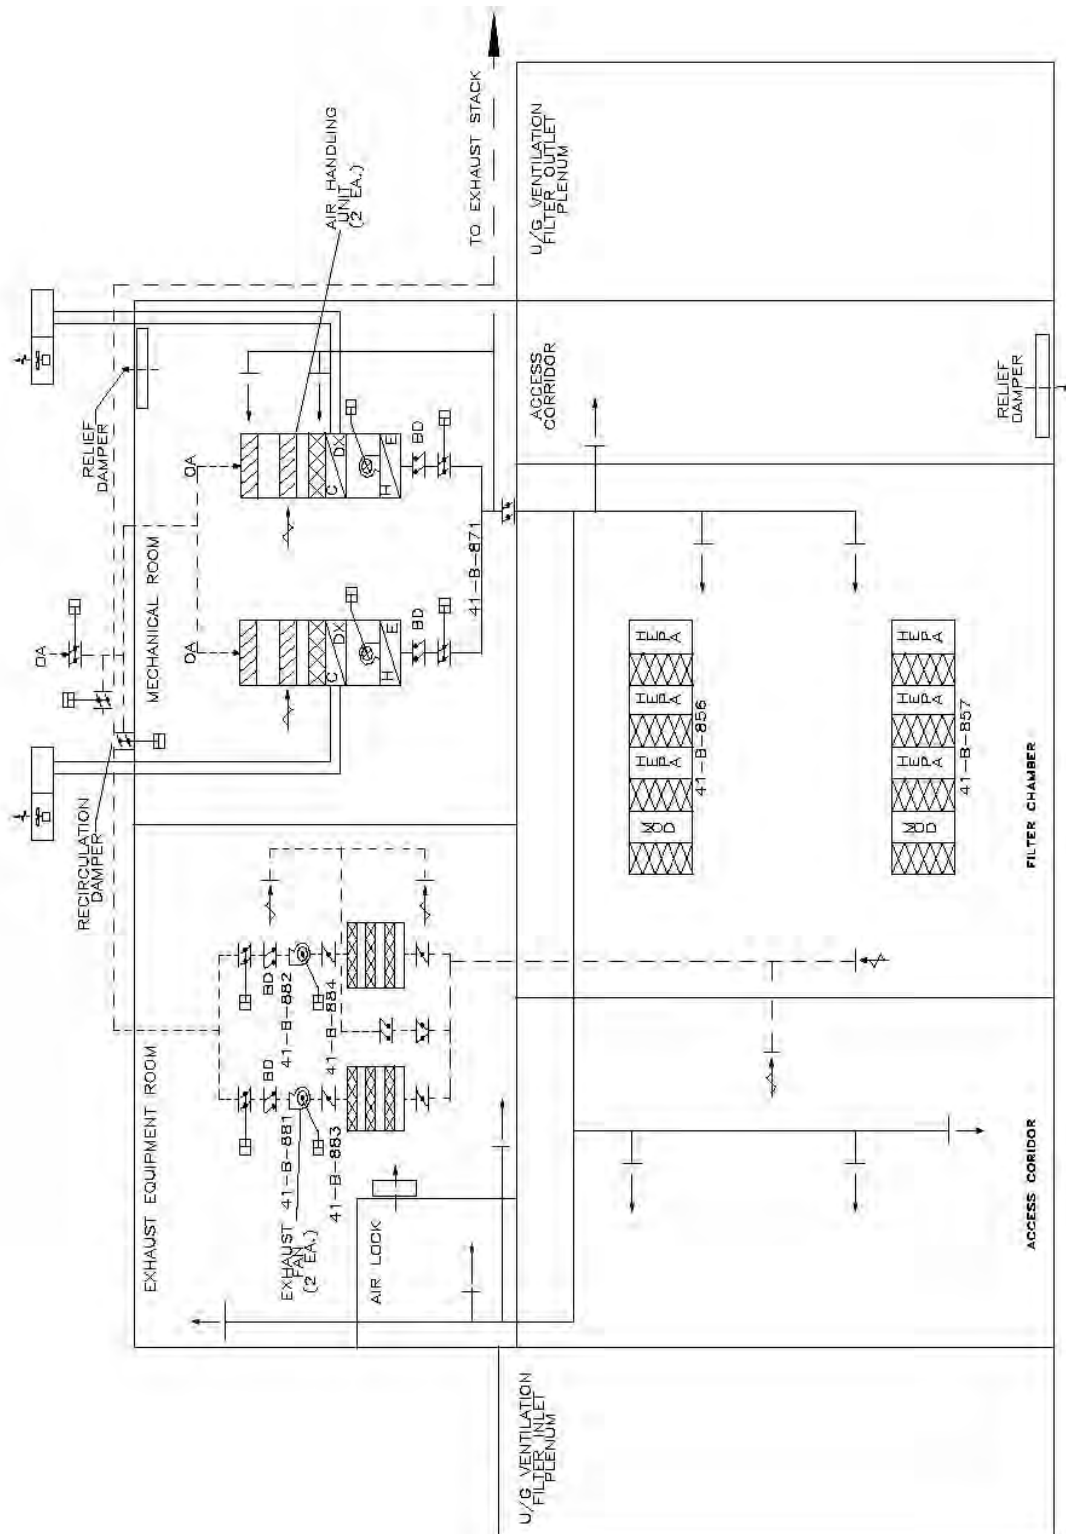 TO EXHAUST STACK
AIR HANDLING
UNIT
(2 EA.)
U/G VENTILATION
FILTER OUTLET
PLENUM
RELIEF
DAMPER
MECHANICAL ROOM
OA
OA
OA
C
DX
H
E
C
DX
H
E
BD
BD
41-B-871
ACCESS
CORRIDOR
RELIEF
DAMPER
RECIRCULATION
DAMPER
HEPA
HEPA
HEPA
MOD
41-B-856
HEPA
HEPA
HEPA
MOD
41-B-857
FILTER CHAMBER
EXHAUST EQUIPMENT ROOM
BD
41-B-882
41-B-884
BD
41-B-881
41-B-883
EXHAUST
FAN
(2 EA.)
AIR LOCK
ACCESS CORIDOR
U/G VENTILATION
FILTER INLET
PLENUM